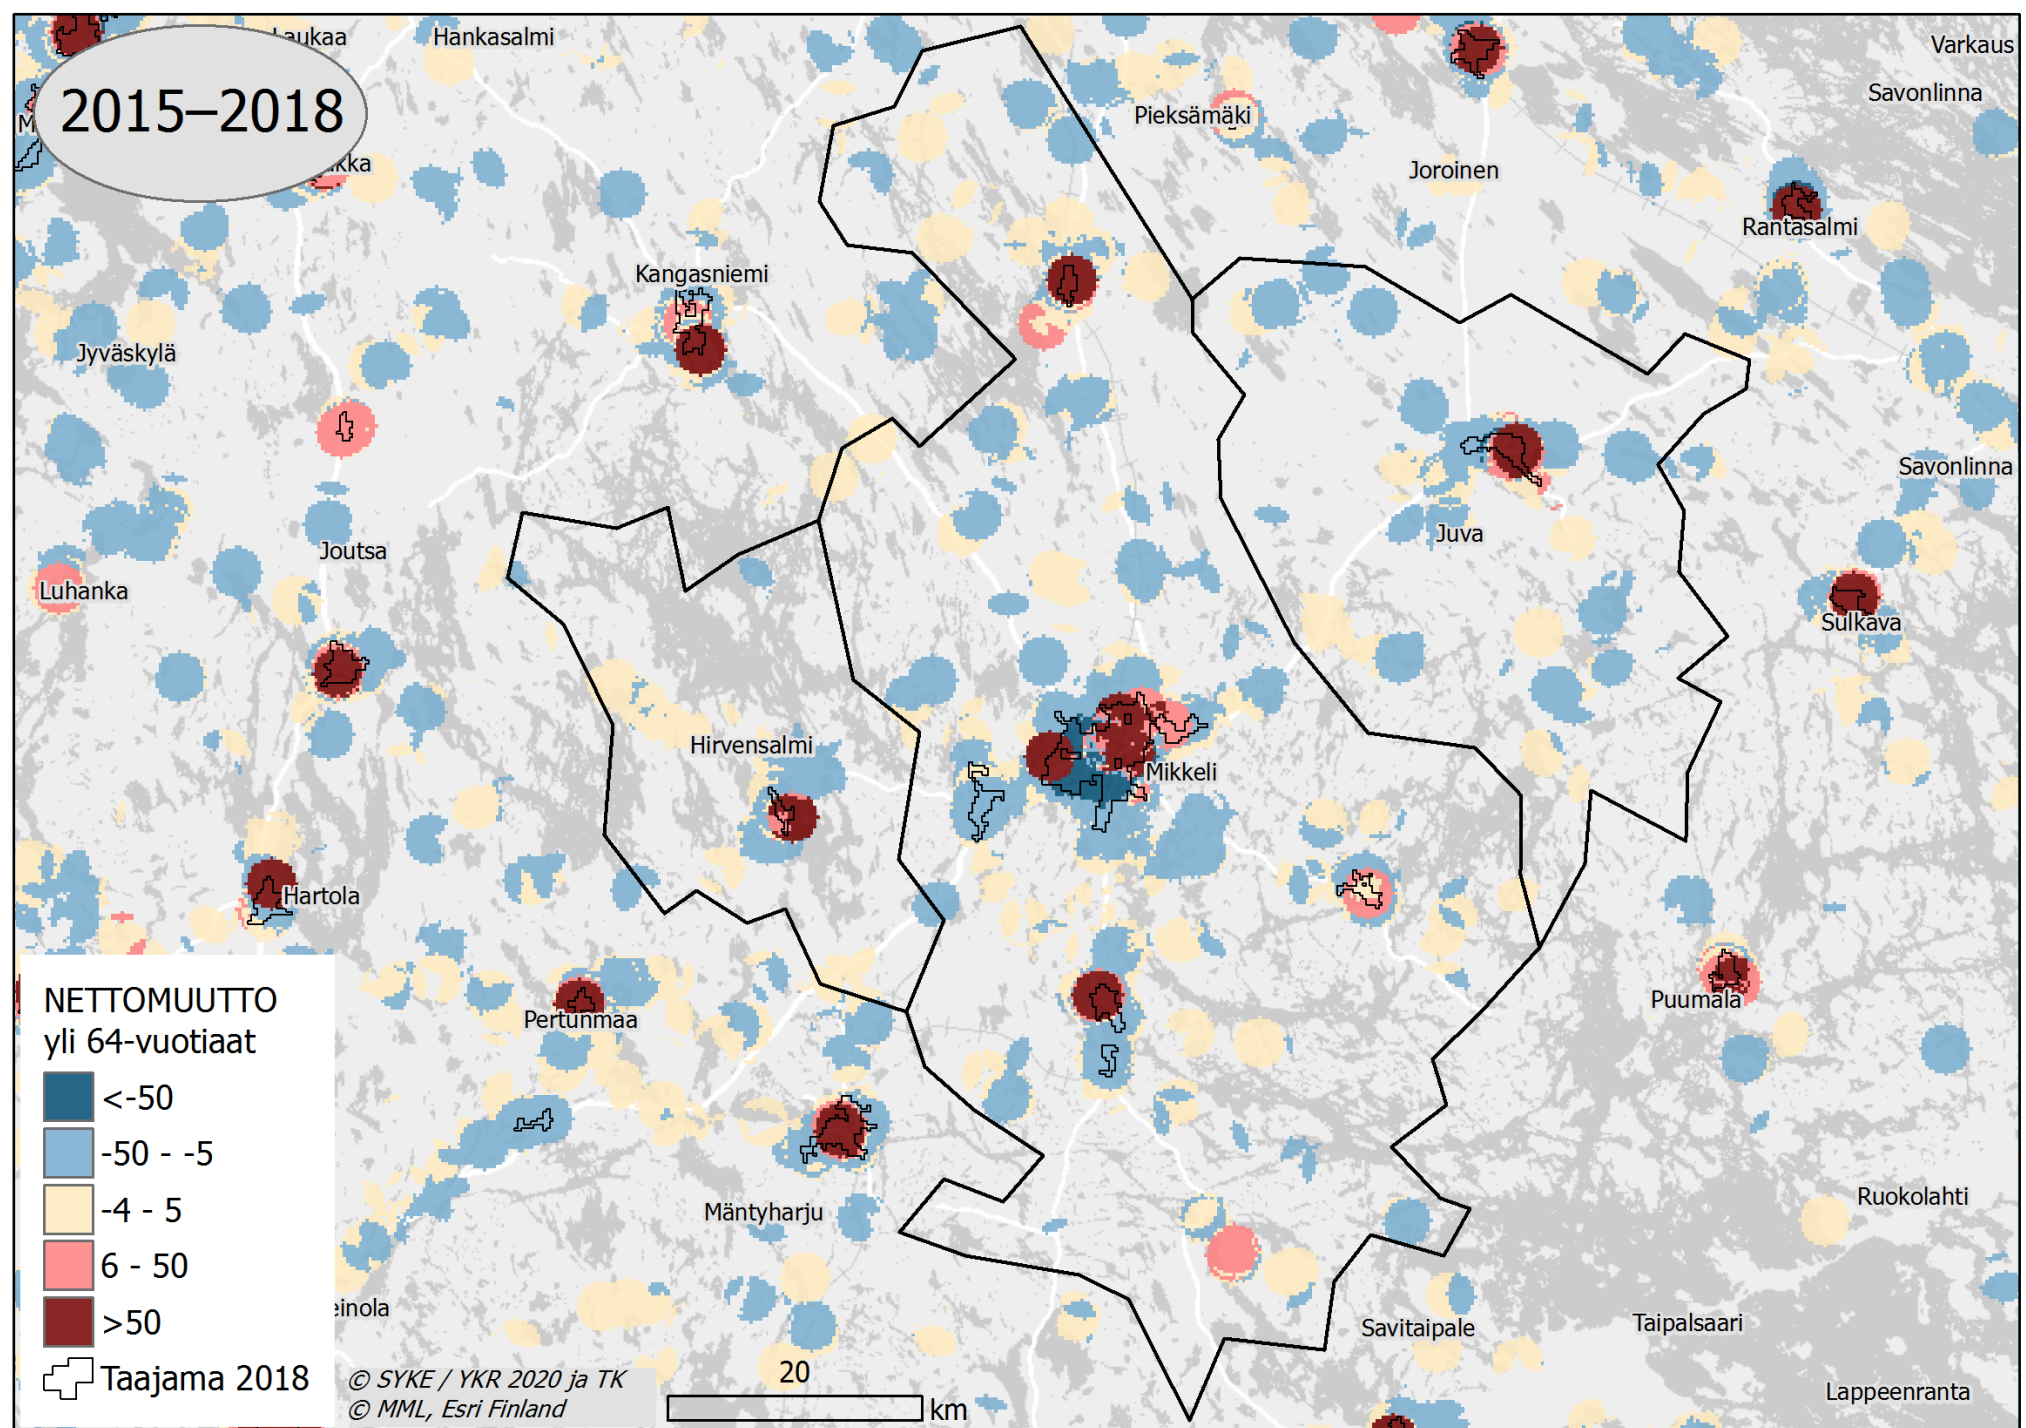 Laukaa
Hankasalmi
Varkaus
Savonlinna
2015–2018
Pieksämäki
Joroinen
Rantasalmi
Kangasniemi
Jyväskylä
Savonlinna
Juva
Joutsa
Luhanka
Sulkava
Hirvensalmi
Mikkeli
Hartola
Puumala
Pertunmaa
NETTOMUUTTO
yli 64-vuotiaat
<-50
-50 - -5
-4 - 5
6 - 50
>50
Taajama 2018
Mäntyharju
Ruokolahti
einola
Savitaipale
Taipalsaari
Lappeenranta
© SYKE / YKR 2020 ja TK
© MML, Esri Finland
20
km